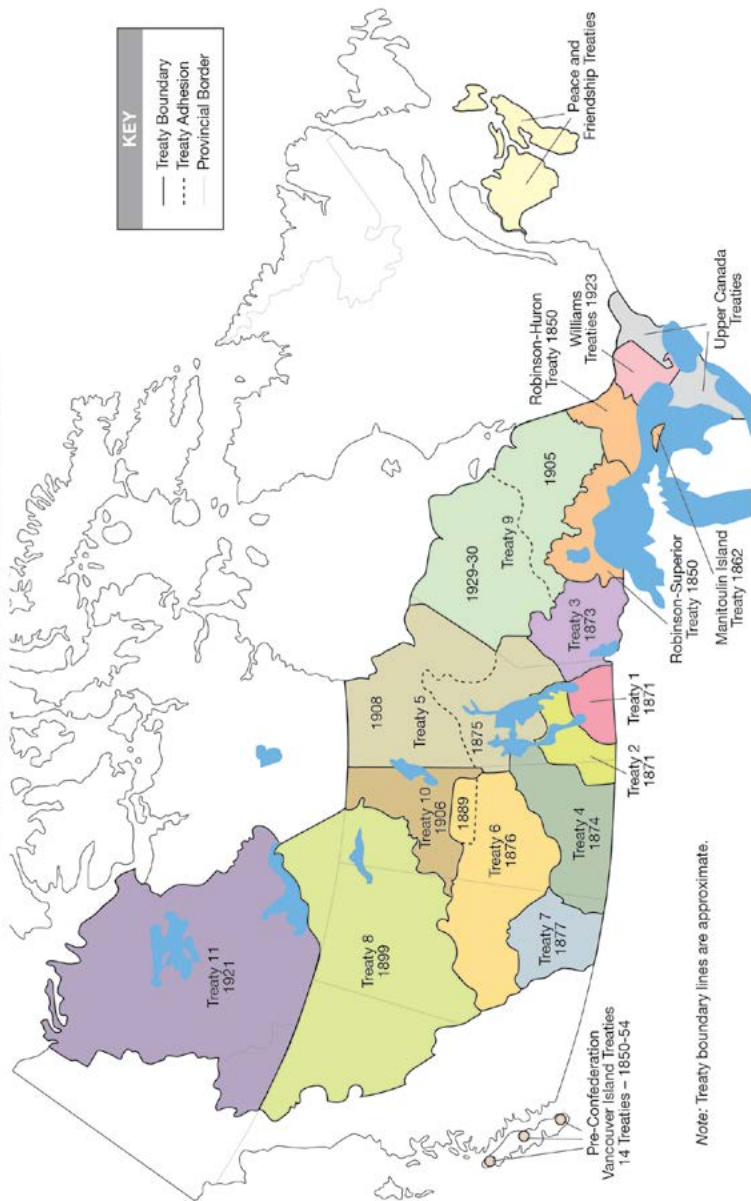 KEY
Treaty Boundary
Treaty Adhesion
Provincial Border
Treaty 11
1921
Treaty 8
1899
Treaty 10
1906
1889
Treaty 6
1876
Treaty 7
1877
Treaty 4
1874
1908
Treaty 5
1875
Treaty 2
1871
Treaty 1
1871
Treaty 3
1873
1929-30
Treaty 9
1905
Robinson-Superior
Treaty 1850
Manitoulin Island
Treaty 1862
Robinson-Huron
Treaty 1850
Williams
Treaties 1923
Upper Canada
Treaties
Peace and
Friendship Treaties
Pre-Confederation
Vancouver Island Treaties
14 Treaties – 1850-54
Note: Treaty boundary lines are approximate.